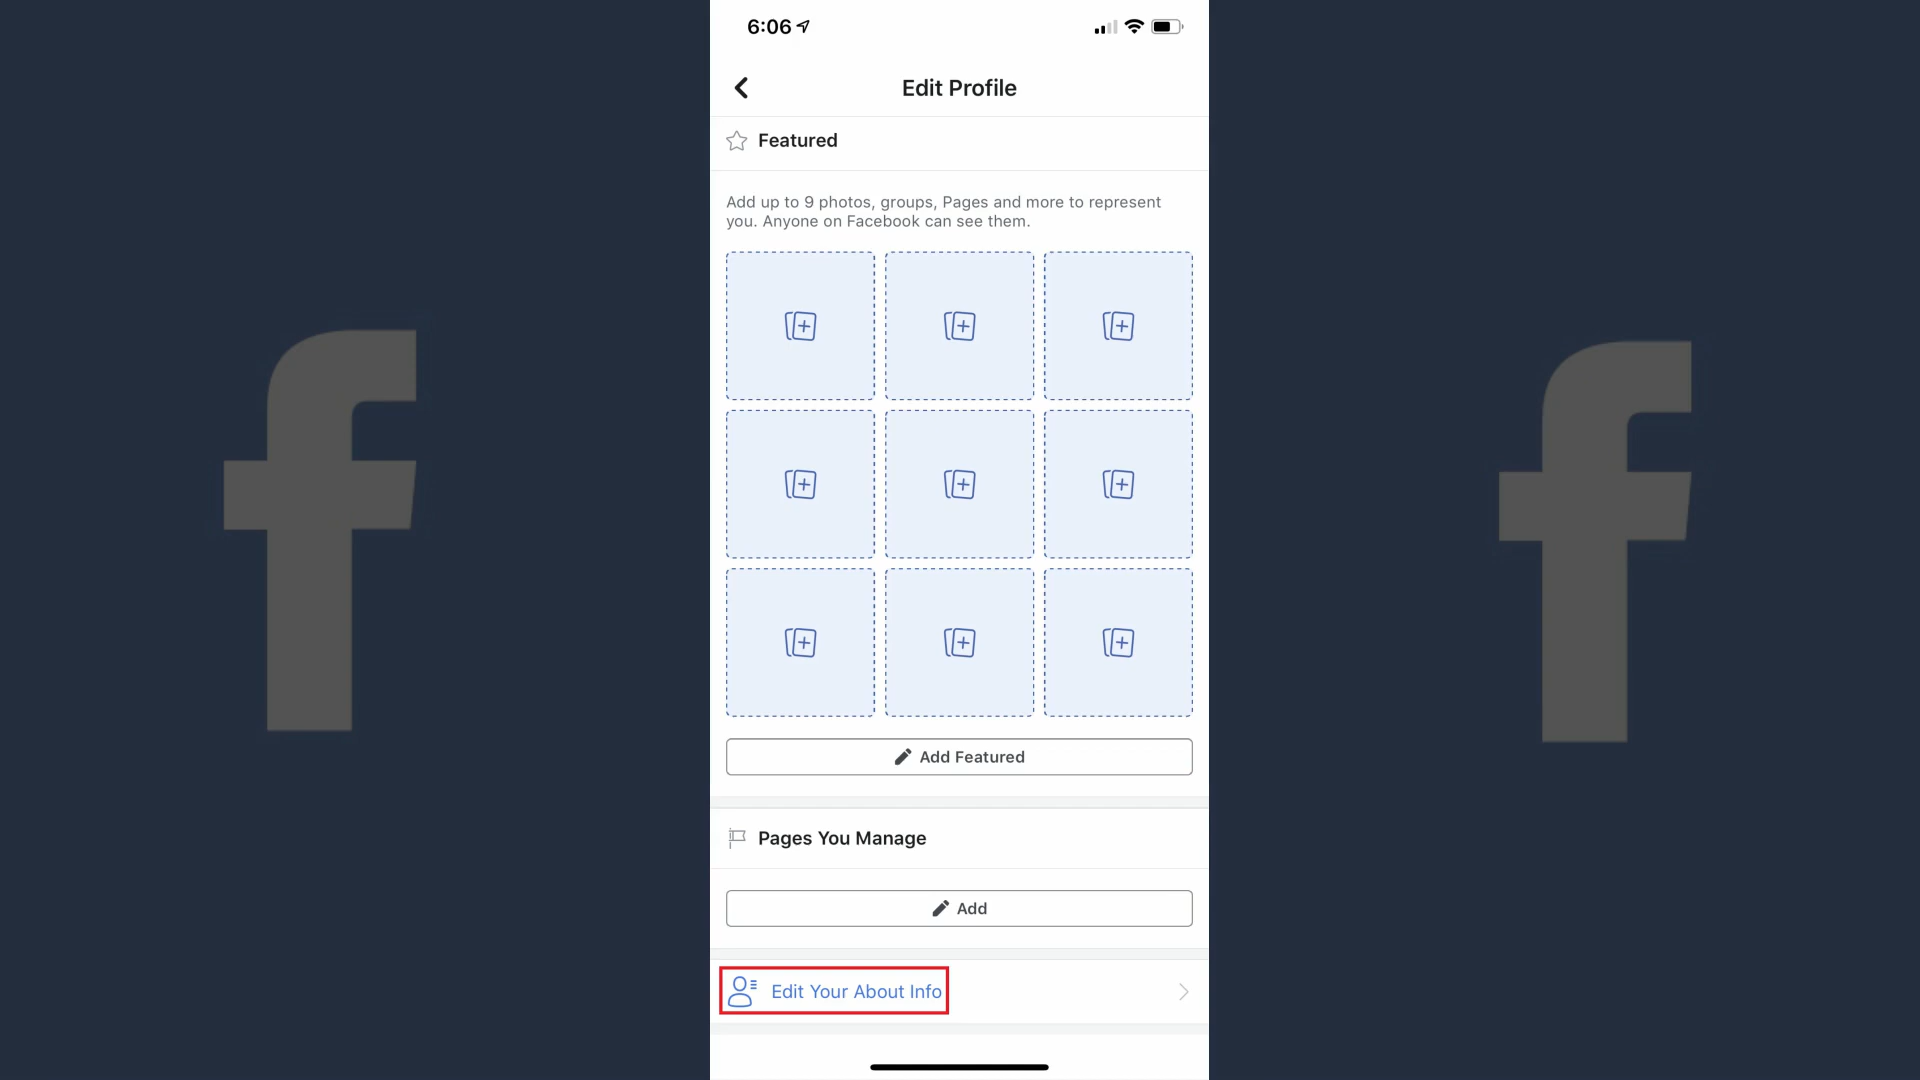 6:06
Edit Profile
Featured
Add up to 9 photos, groups, Pages and more to represent
you. Anyone on Facebook can see them.
Add Featured
Pages You Manage
Add
Edit Your About Info